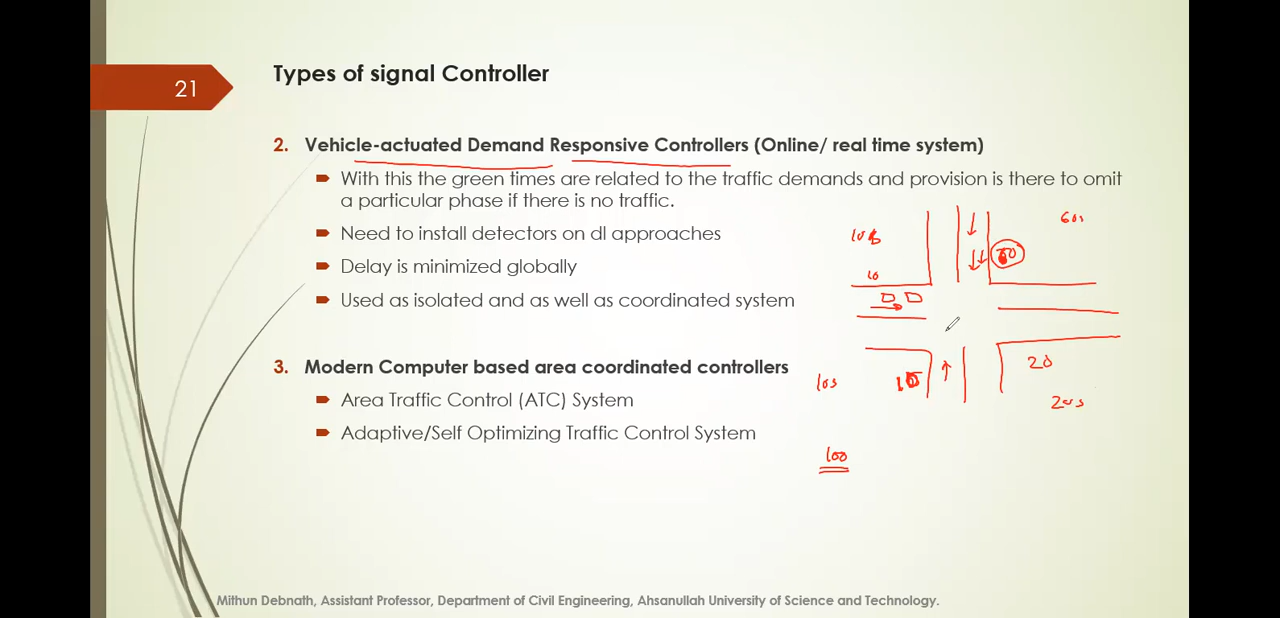 21
Types of signal Controller
2. Vehicle-actuated Demand Responsive Controllers (Online/ real time system)
With this the green times are related to the traffic demands and provision is there to omit
a particular phase if there is no traffic.
Need to install detectors on dl approaches
Delay is minimized globally
Used as isolated and as well as coordinated system
3. Modern Computer based area coordinated controllers
Area Traffic Control (ATC) System
Adaptive/Self Optimizing Traffic Control System
60s
10
20
10s
20s
100
Mithun Debnath, Assistant Professor, Department of Civil Engineering, Ahsanullah University of Science and Technology.